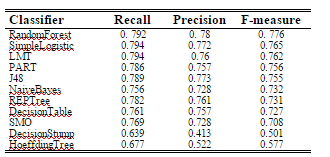 Classifier Recall Precision F-measure
RandomForest 0. 792 0. 78 0. 776
SimpleLogistic 0.794 0.772 0.765
LMT 0.794 0.76 0.762
PART 0.786 0.757 0.756
J48 0.789 0.773 0.755
NaiveBayes 0.756 0.728 0.732
REPTree 0.782 0.761 0.731
DecisionTable 0.761 0.757 0.727
SMO 0.769 0.728 0.708
DecisionStump 0.639 0.413 0.501
HoeffdingTree 0.677 0.522 0.577